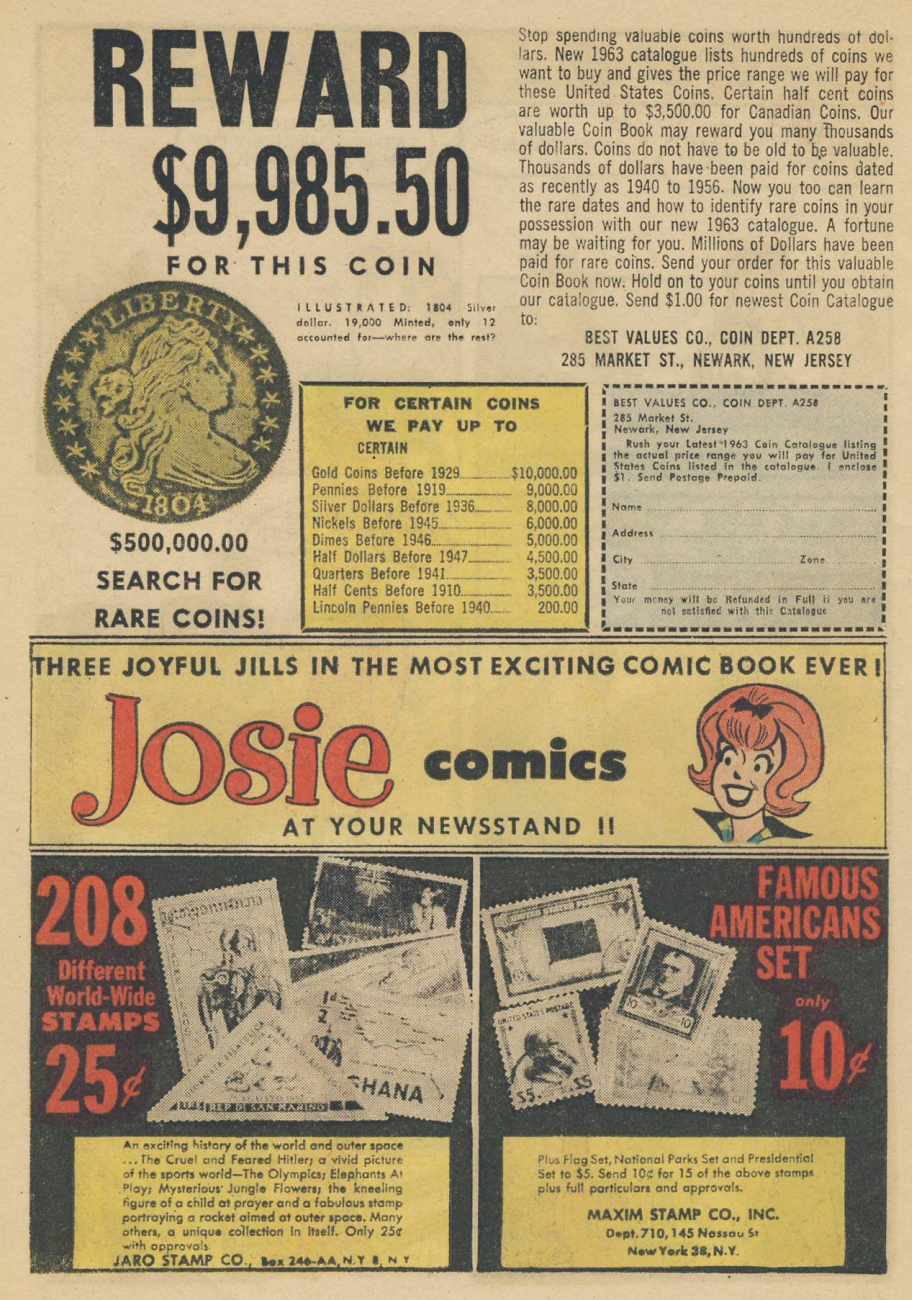 REWARD
$9,985.50
FOR THIS COIN
Stop spending valuable coins worth hundreds of dol-
lars. New 1963 catalogue lists hundreds of coins we
want to buy and gives the price range we will pay for
these United States Coins. Certain half cent coins
are worth up to $3,500.00 for Canadian Coins. Our
valuable Coin Book may reward you many thousands
of dollars. Coins do not have to be old to be valuable.
Thousands of dollars have been paid for coins dated
as recently as 1940 to 1956. Now you too can learn
the rare dates and how to identify rare coins in your
possession with our new 1963 catalogue. A fortune
may be waiting for you. Millions of Dollars have been
paid for rare coins. Send your order for this valuable
Coin Book now. Hold on to your coins until you obtain
our catalogue. Send $1.00 for newest Coin Catalogue
to:
BEST VALUES CO., COIN DEPT. A258
285 MARKET ST., NEWARK, NEW JERSEY
LIBERTY
1804
ILLUSTRATED: 1804 Silver
dollar. 19,000 Minted, only 12
accounted for—where are the rest?
$500,000.00
SEARCH FOR
RARE COINS!
FOR CERTAIN COINS
WE PAY UP TO
CERTAIN
Gold Coins Before 1929 $10,000.00
Pennies Before 1919 9,000.00
Silver Dollars Before 1936 8,000.00
Nickels Before 1945 6,000.00
Dimes Before 1946 5,000.00
Half Dollars Before 1947 4,500.00
Quarters Before 1941 3,500.00
Half Cents Before 1910 3,500.00
Lincoln Pennies Before 1940 200.00
BEST VALUES CO., COIN DEPT. A258
285 Market St.
Newark, New Jersey
Rush your Latest 1963 Coin Catalogue listing
the actual price range you will pay for United
States Coins listed in the catalogue. I enclose
$1. Send Postage Prepaid.
Name
Address
City Zone
State
Your money will be Refunded in Full if you are
not satisfied with this Catalogue
THREE JOYFUL JILLS IN THE MOST EXCITING COMIC BOOK EVER!
Josie comics
AT YOUR NEWSSTAND !!
208
Different
World-Wide
STAMPS
25¢
GHANA
REP. DI SAN MARINO
An exciting history of the world and outer space
... The Cruel and Feared Hitler; a vivid picture
of the sports world—The Olympics; Elephants At
Play; Mysterious Jungle Flowers; the kneeling
figure of a child at prayer and a fabulous stamp
portraying a rocket aimed at outer space. Many
others, a unique collection in itself. Only 25¢
with approvals.
JARO STAMP CO., Box 246-AA, N.Y 8, N Y
FAMOUS
AMERICANS
SET
only
10¢
UNITED STATES POSTAGE
10
10
UNITED STATES POSTAGE
$5
$5
Plus Flag Set, National Parks Set and Presidential
Set to $5. Send 10¢ for 15 of the above stamps
plus full particulars and approvals.
MAXIM STAMP CO., INC.
Dept. 710, 145 Nassau St
New York 38, N.Y.